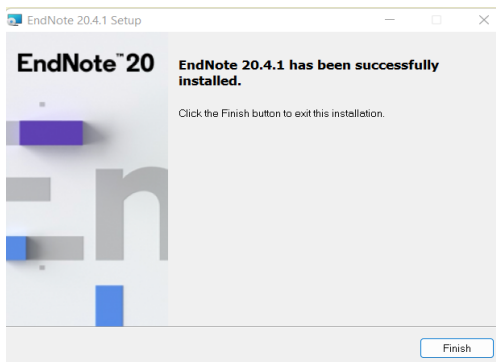 EndNote 20.4.1 Setup
EndNote™20
EndNote 20.4.1 has been successfully
installed.
Click the Finish button to exit this installation.
En
Finish